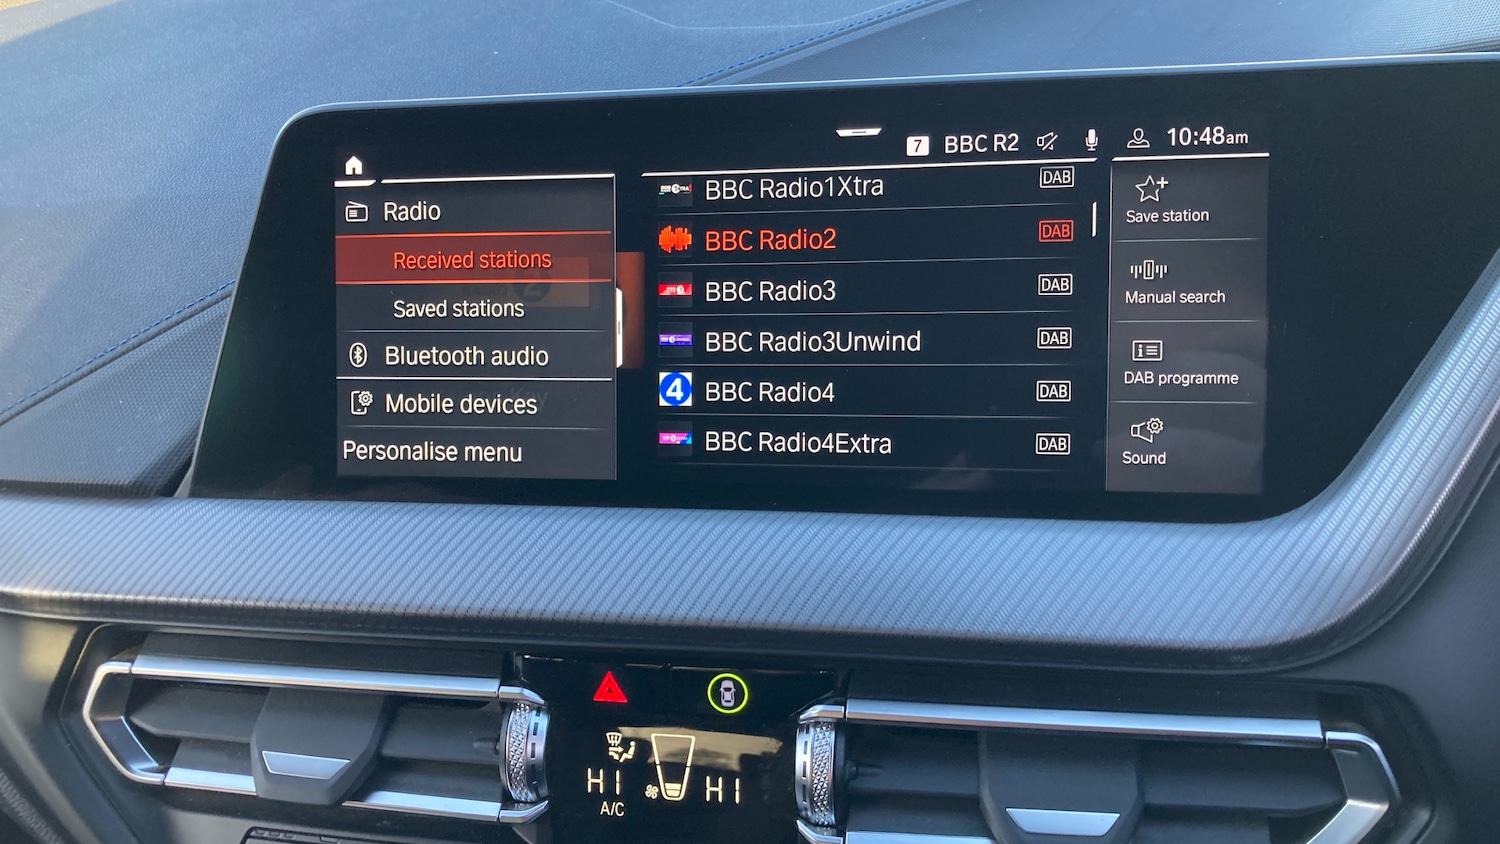 7 BBC R2 10:48am
Radio
Received stations
Saved stations
Bluetooth audio
Mobile devices
Personalise menu
BBC Radio1Xtra DAB
BBC Radio2 DAB
BBC Radio3 DAB
BBC Radio3Unwind DAB
4 BBC Radio4 DAB
BBC Radio4Extra DAB
Save station
Manual search
DAB programme
Sound
HI HI
A/C